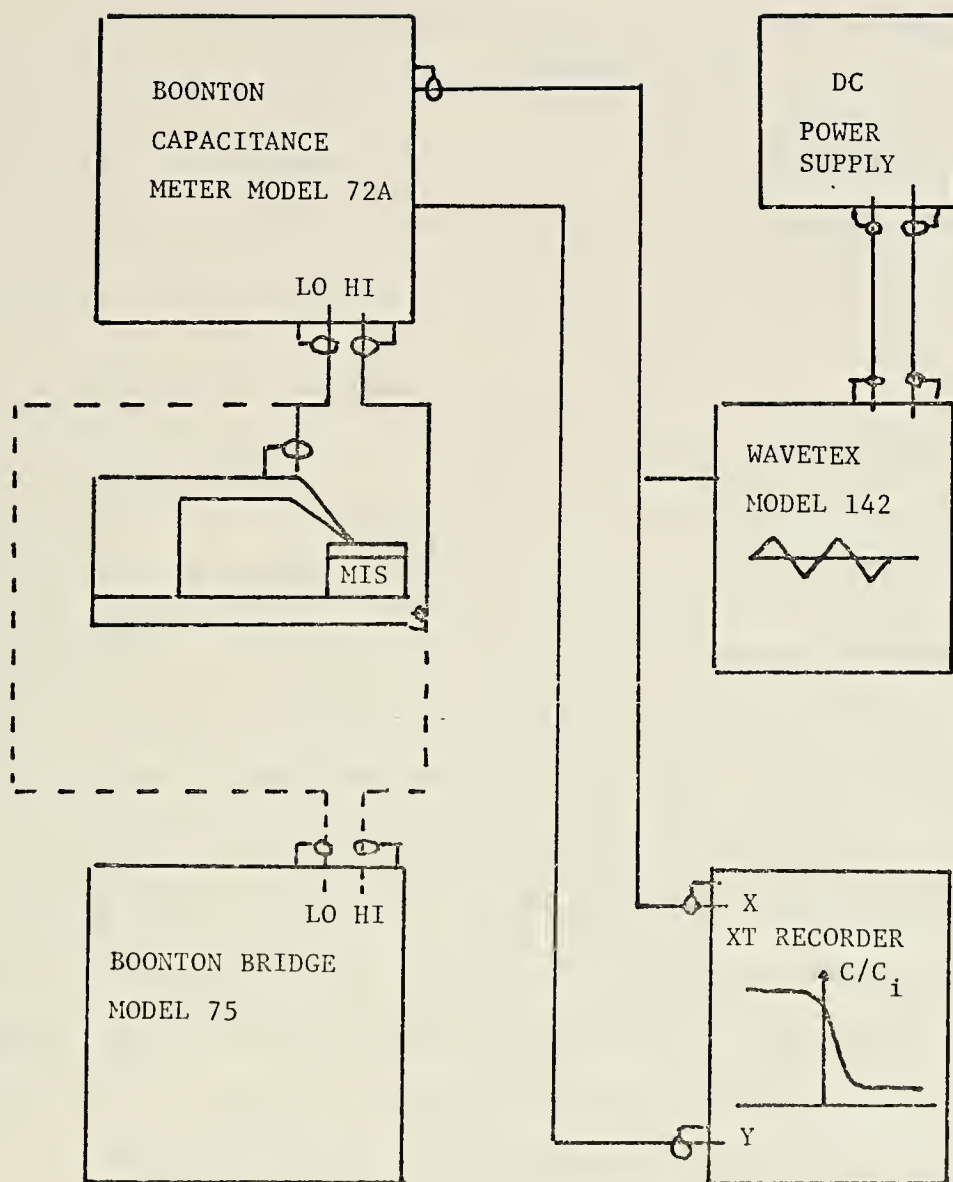 BOONTON
CAPACITANCE
METER MODEL 72A
LO HI
DC
POWER
SUPPLY
WAVETEX
MODEL 142
MIS
LO HI
BOONTON BRIDGE
MODEL 75
X
XT RECORDER
C/Ci
Y